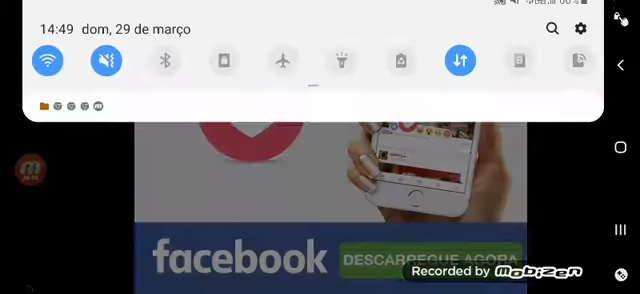 14:49 dom, 29 de março
facebook
DESCARREGUE AGORA
Recorded by MOBIZEN